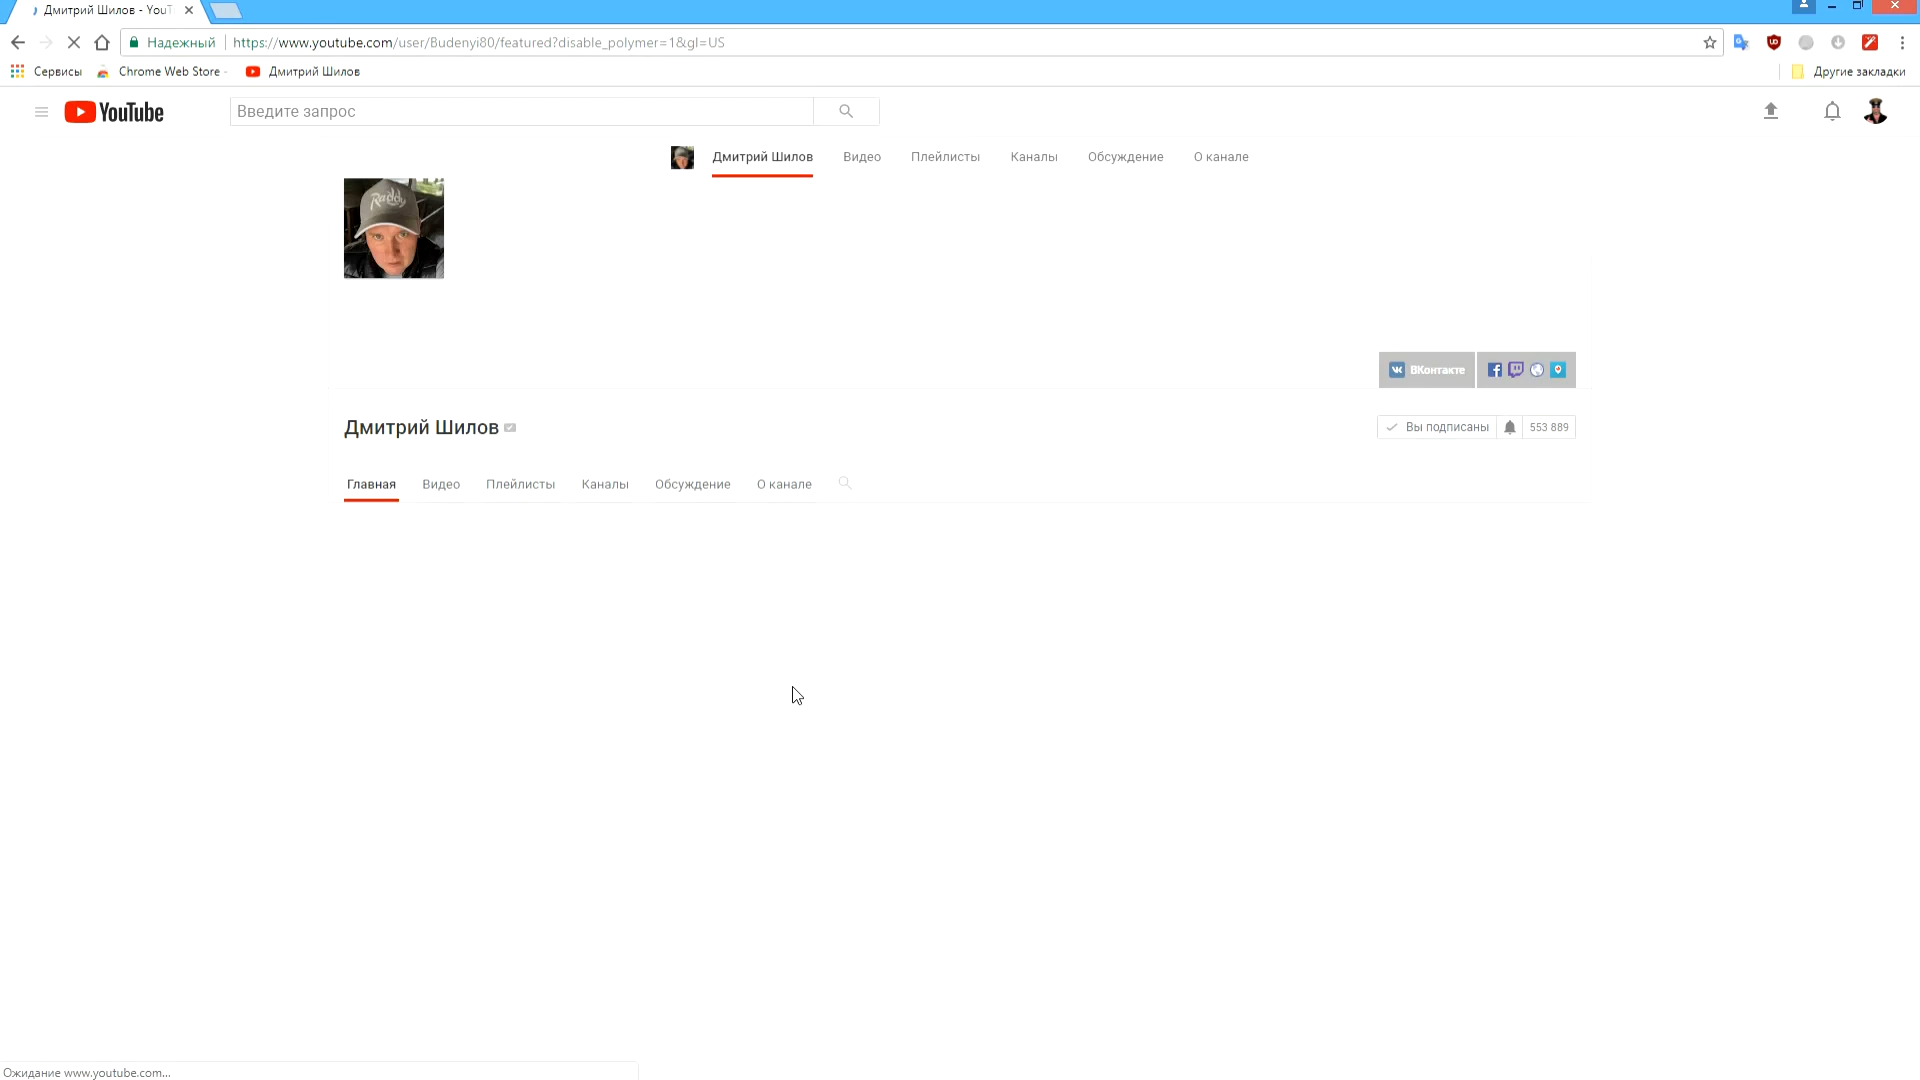 Дмитрий Шилов - YouT
Надежный
https://www.youtube.com/user/Budenyi80/featured?disable_polymer=1&gl=US
Сервисы
Chrome Web Store -
Дмитрий Шилов
Другие закладки
YouTube
Введите запрос
Дмитрий Шилов
Видео
Плейлисты
Каналы
Обсуждение
О канале
Raddy
ВКонтакте
Дмитрий Шилов
Вы подписаны
553 889
Главная
Видео
Плейлисты
Каналы
Обсуждение
О канале
Ожидание www.youtube.com...